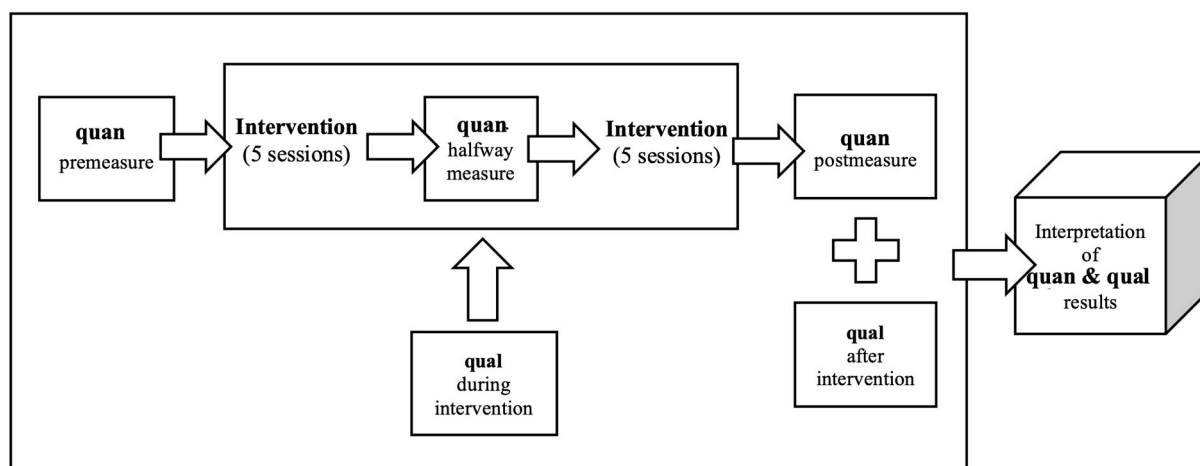 quan
premeasure
Intervention
(5 sessions)
quan
halfway
measure
Intervention
(5 sessions)
quan
postmeasure
qual
during
intervention
qual
after
intervention
Interpretation
of
quan & qual
results